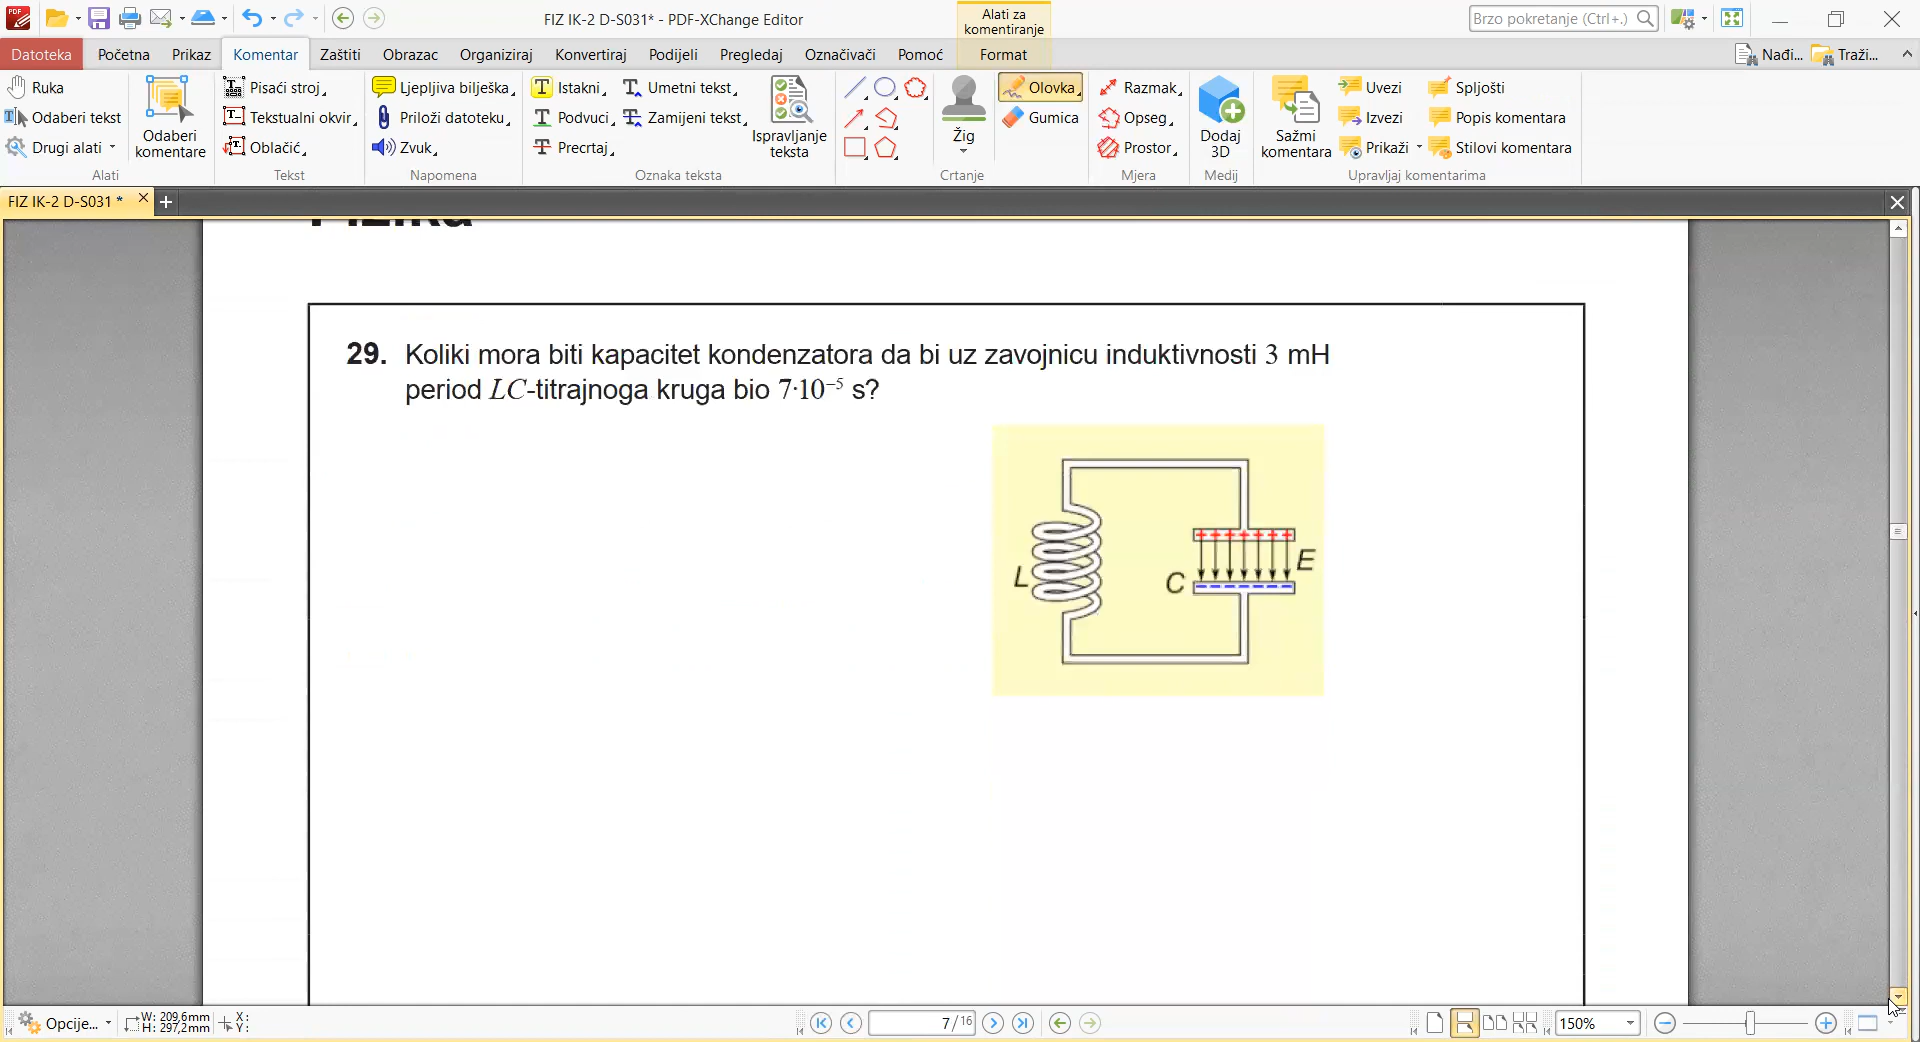 FIZ IK-2 D-S031* - PDF-XChange Editor
Alati za
komentiranje
Brzo pokretanje (Ctrl+.)
Datoteka Početna Prikaz Komentar Zaštiti Obrazac Organiziraj Konvertiraj Podijeli Pregledaj Označivači Pomoć Format Nađi... Traži...
Ruka
Odaberi tekst
Drugi alati
Odaberi
komentare
Alati
Pisaći stroj
Tekstualni okvir
Oblačić
Tekst
Ljepljiva bilješka
Priloži datoteku
Zvuk
Napomena
Istakni
Podvuci
Precrtaj
Umetni tekst
Zamijeni tekst
Ispravljanje
teksta
Oznaka teksta
Žig
Olovka
Gumica
Crtanje
Razmak
Opseg
Prostor
Mjera
Dodaj
3D
Medij
Sažmi
komentara
Uvezi
Izvezi
Prikaži
Spljošti
Popis komentara
Stilovi komentara
Upravljaj komentarima
FIZ IK-2 D-S031 *
Fizika
29. Koliki mora biti kapacitet kondenzatora da bi uz zavojnicu induktivnosti 3 mH
period LC-titrajnoga kruga bio 7·10⁻⁵ s?
L
C
E
Opcije...
W: 209,6mm
H: 297,2mm
X:
Y:
7 / 16
150%